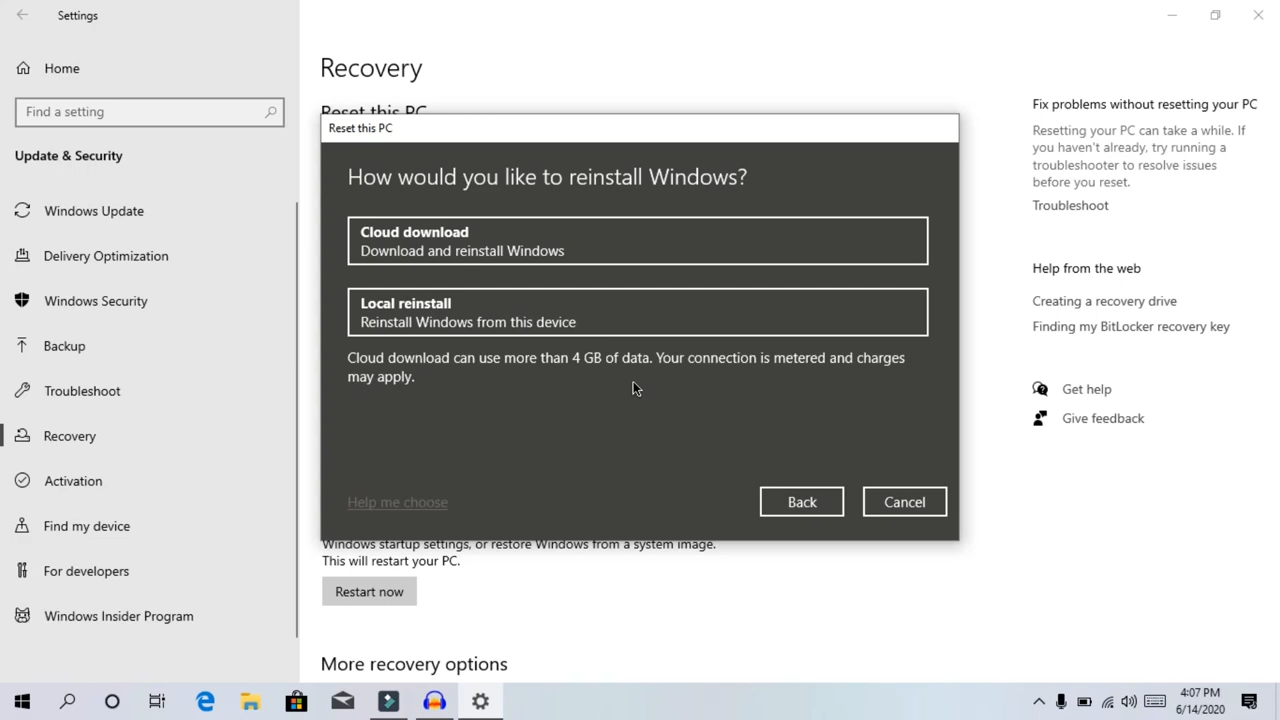 Settings
Home
Find a setting
Update & Security
Windows Update
Delivery Optimization
Windows Security
Backup
Troubleshoot
Recovery
Activation
Find my device
For developers
Windows Insider Program
Recovery
Reset this PC
Reset this PC
How would you like to reinstall Windows?
Cloud download
Download and reinstall Windows
Local reinstall
Reinstall Windows from this device
Cloud download can use more than 4 GB of data. Your connection is metered and charges
may apply.
Help me choose
Back
Cancel
Windows startup settings, or restore Windows from a system image.
This will restart your PC.
Restart now
More recovery options
Fix problems without resetting your PC
Resetting your PC can take a while. If
you haven't already, try running a
troubleshooter to resolve issues
before you reset.
Troubleshoot
Help from the web
Creating a recovery drive
Finding my BitLocker recovery key
Get help
Give feedback
4:07 PM
6/14/2020